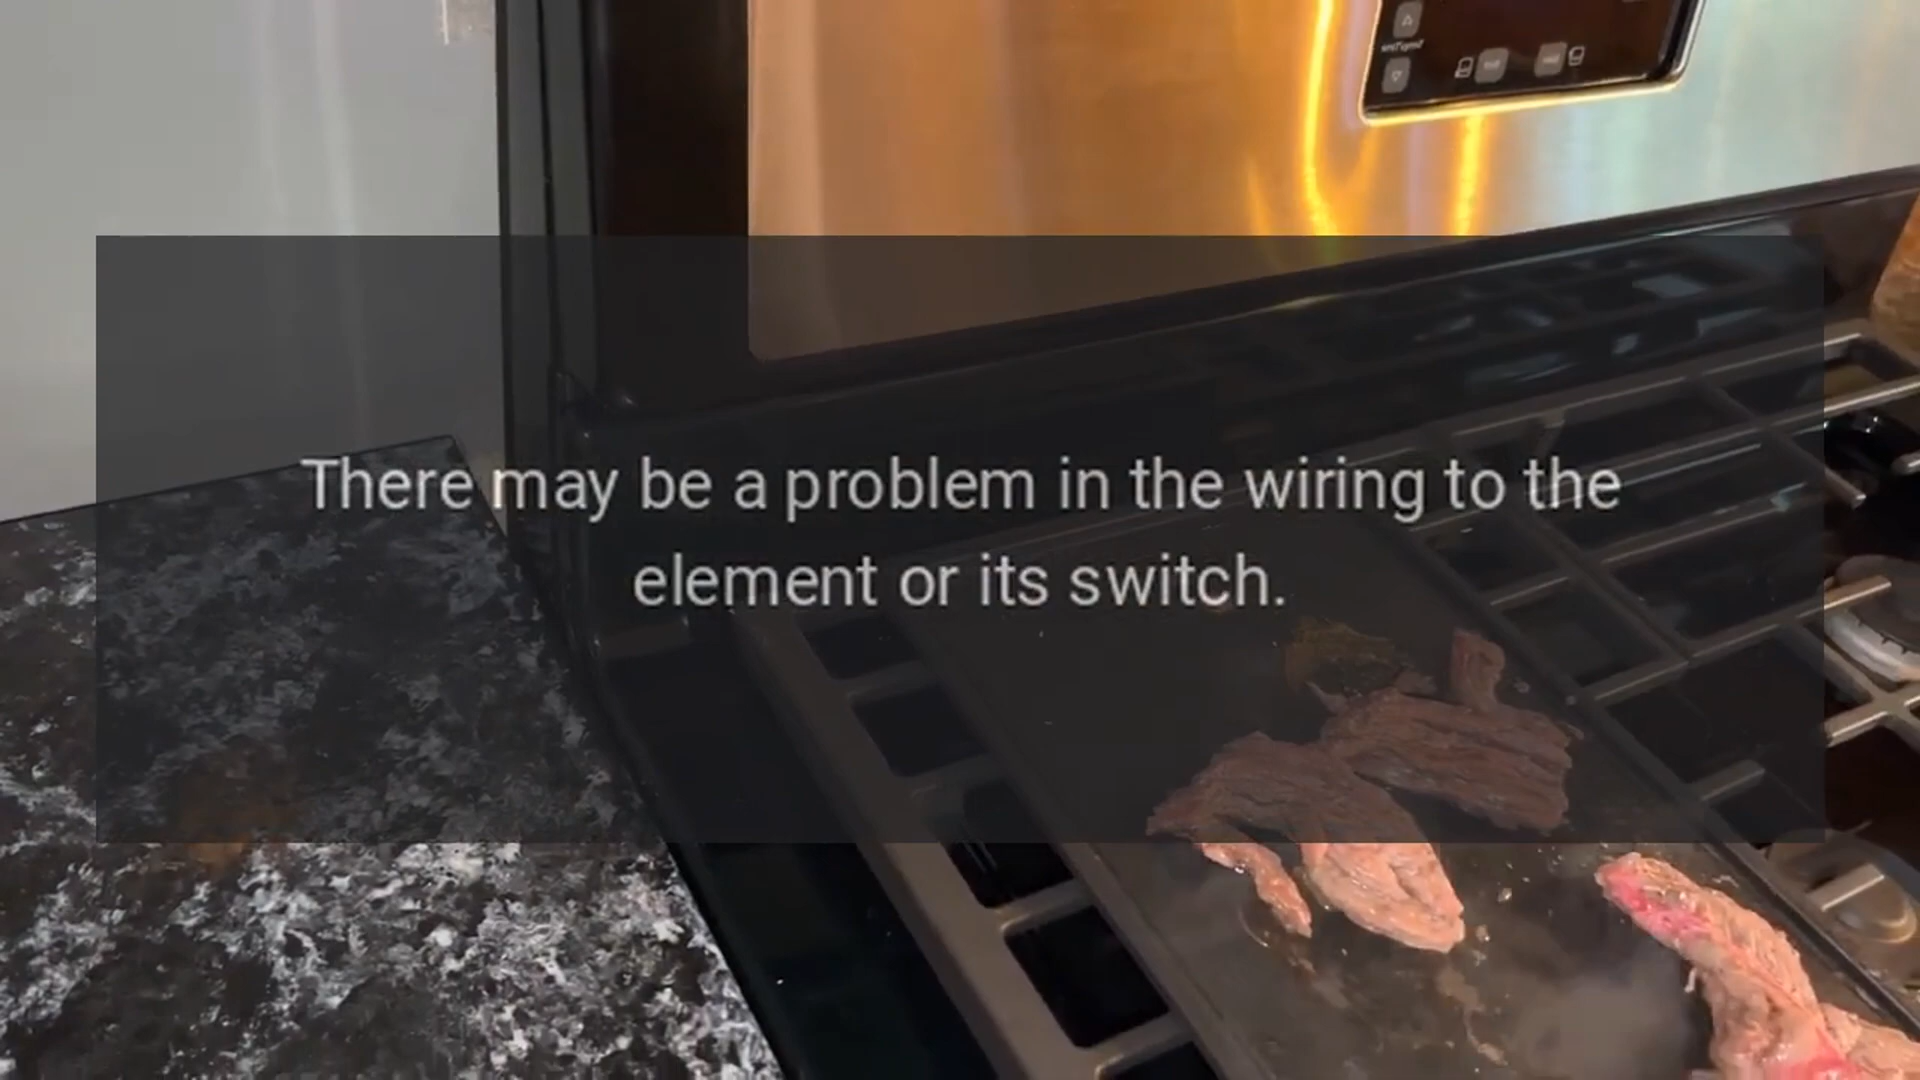 There may be a problem in the wiring to the
element or its switch.